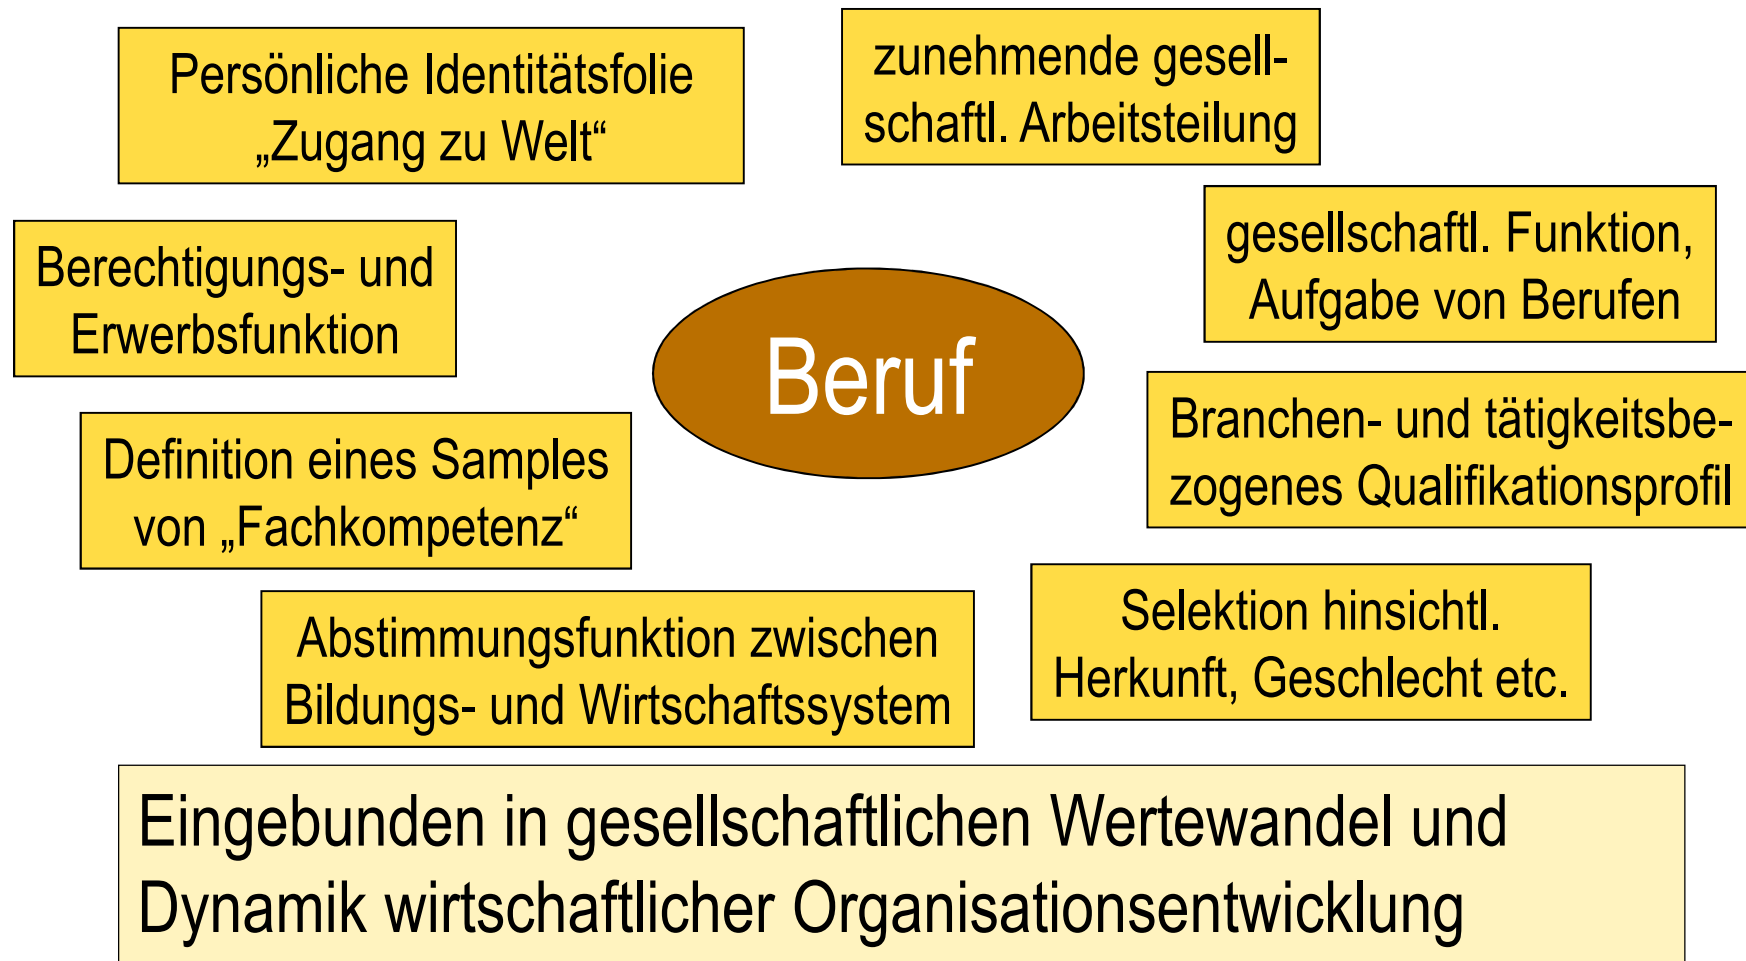 Persönliche Identitätsfolie
„Zugang zu Welt“
zunehmende gesell-
schaftl. Arbeitsteilung
Berechtigungs- und
Erwerbsfunktion
gesellschaftl. Funktion,
Aufgabe von Berufen
Beruf
Definition eines Samples
von „Fachkompetenz“
Branchen- und tätigkeitsbe-
zogenes Qualifikationsprofil
Abstimmungsfunktion zwischen
Bildungs- und Wirtschaftssystem
Selektion hinsichtl.
Herkunft, Geschlecht etc.
Eingebunden in gesellschaftlichen Wertewandel und
Dynamik wirtschaftlicher Organisationsentwicklung